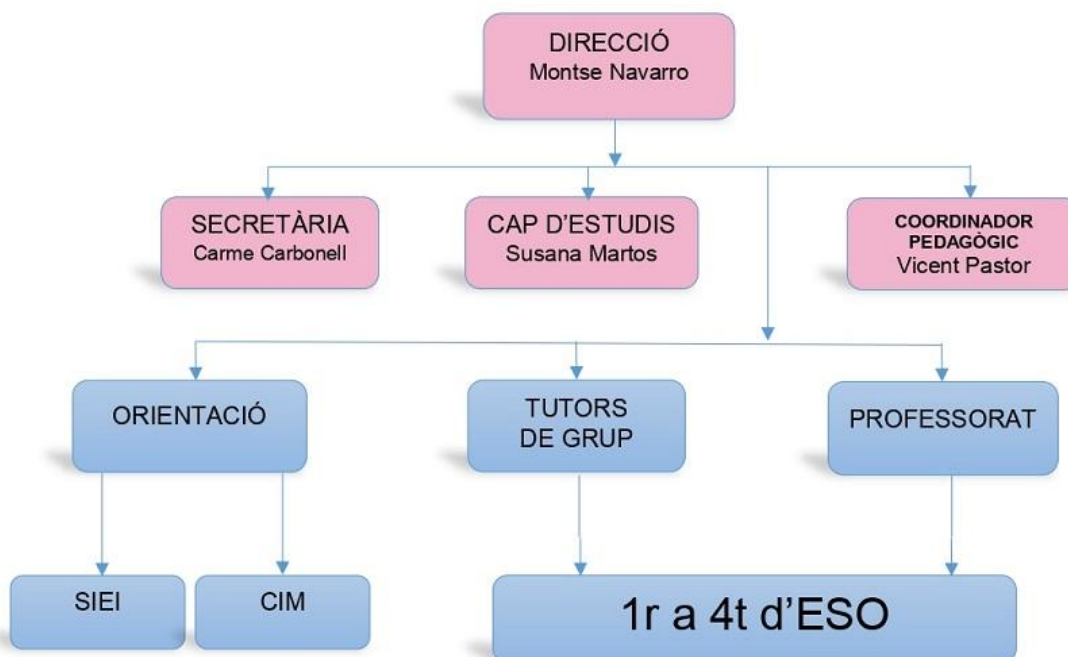 DIRECCIÓ
Montse Navarro
SECRETÀRIA
Carme Carbonell
CAP D’ESTUDIS
Susana Martos
COORDINADOR
PEDAGÒGIC
Vicent Pastor
ORIENTACIÓ
TUTORS
DE GRUP
PROFESSORAT
SIEI
CIM
1r a 4t d’ESO